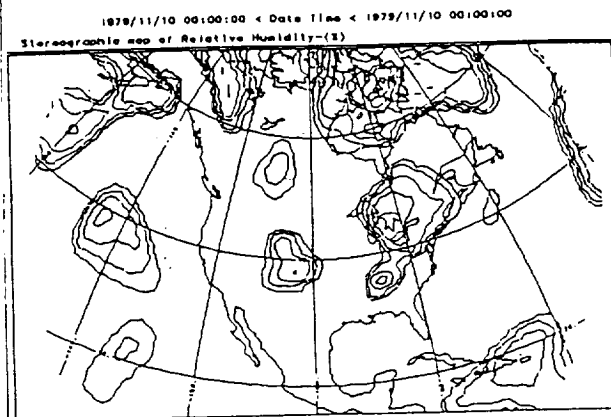 1979/11/10 00:00:00 < Date Time < 1979/11/10 00:00:00
Stereographic map of Relative Humidity-(%)